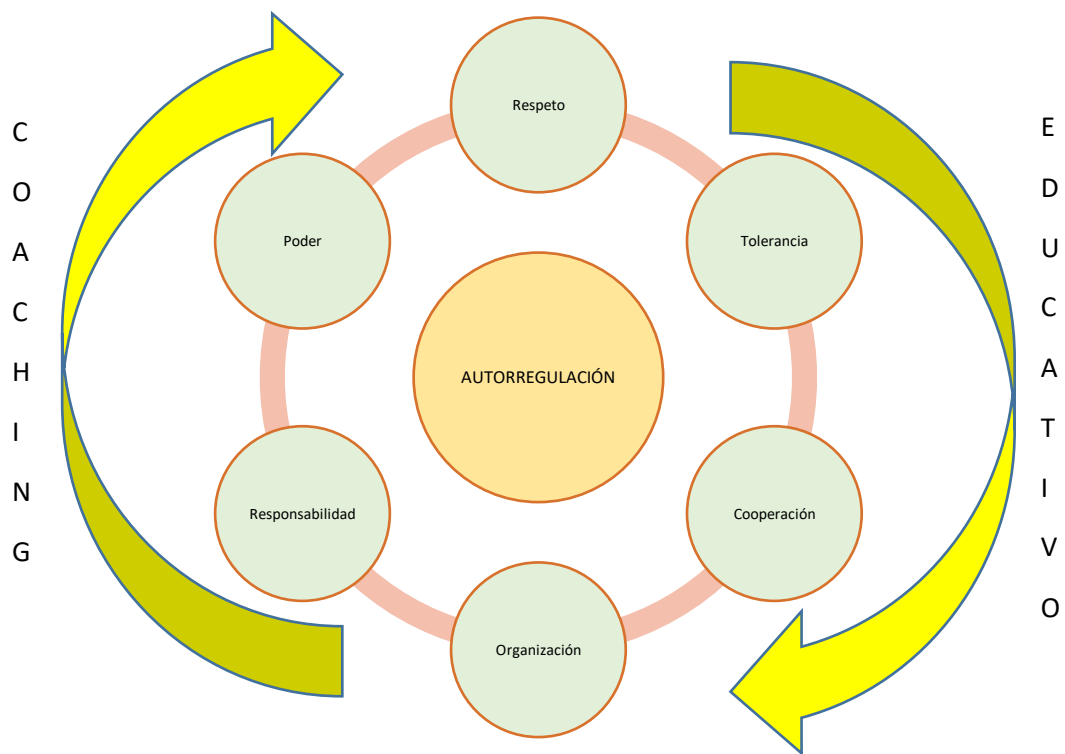 C
O
A
C
H
I
N
G
Respeto
Poder
Tolerancia
AUTORREGULACIÓN
Responsabilidad
Cooperación
Organización
E
D
U
C
A
T
I
V
O